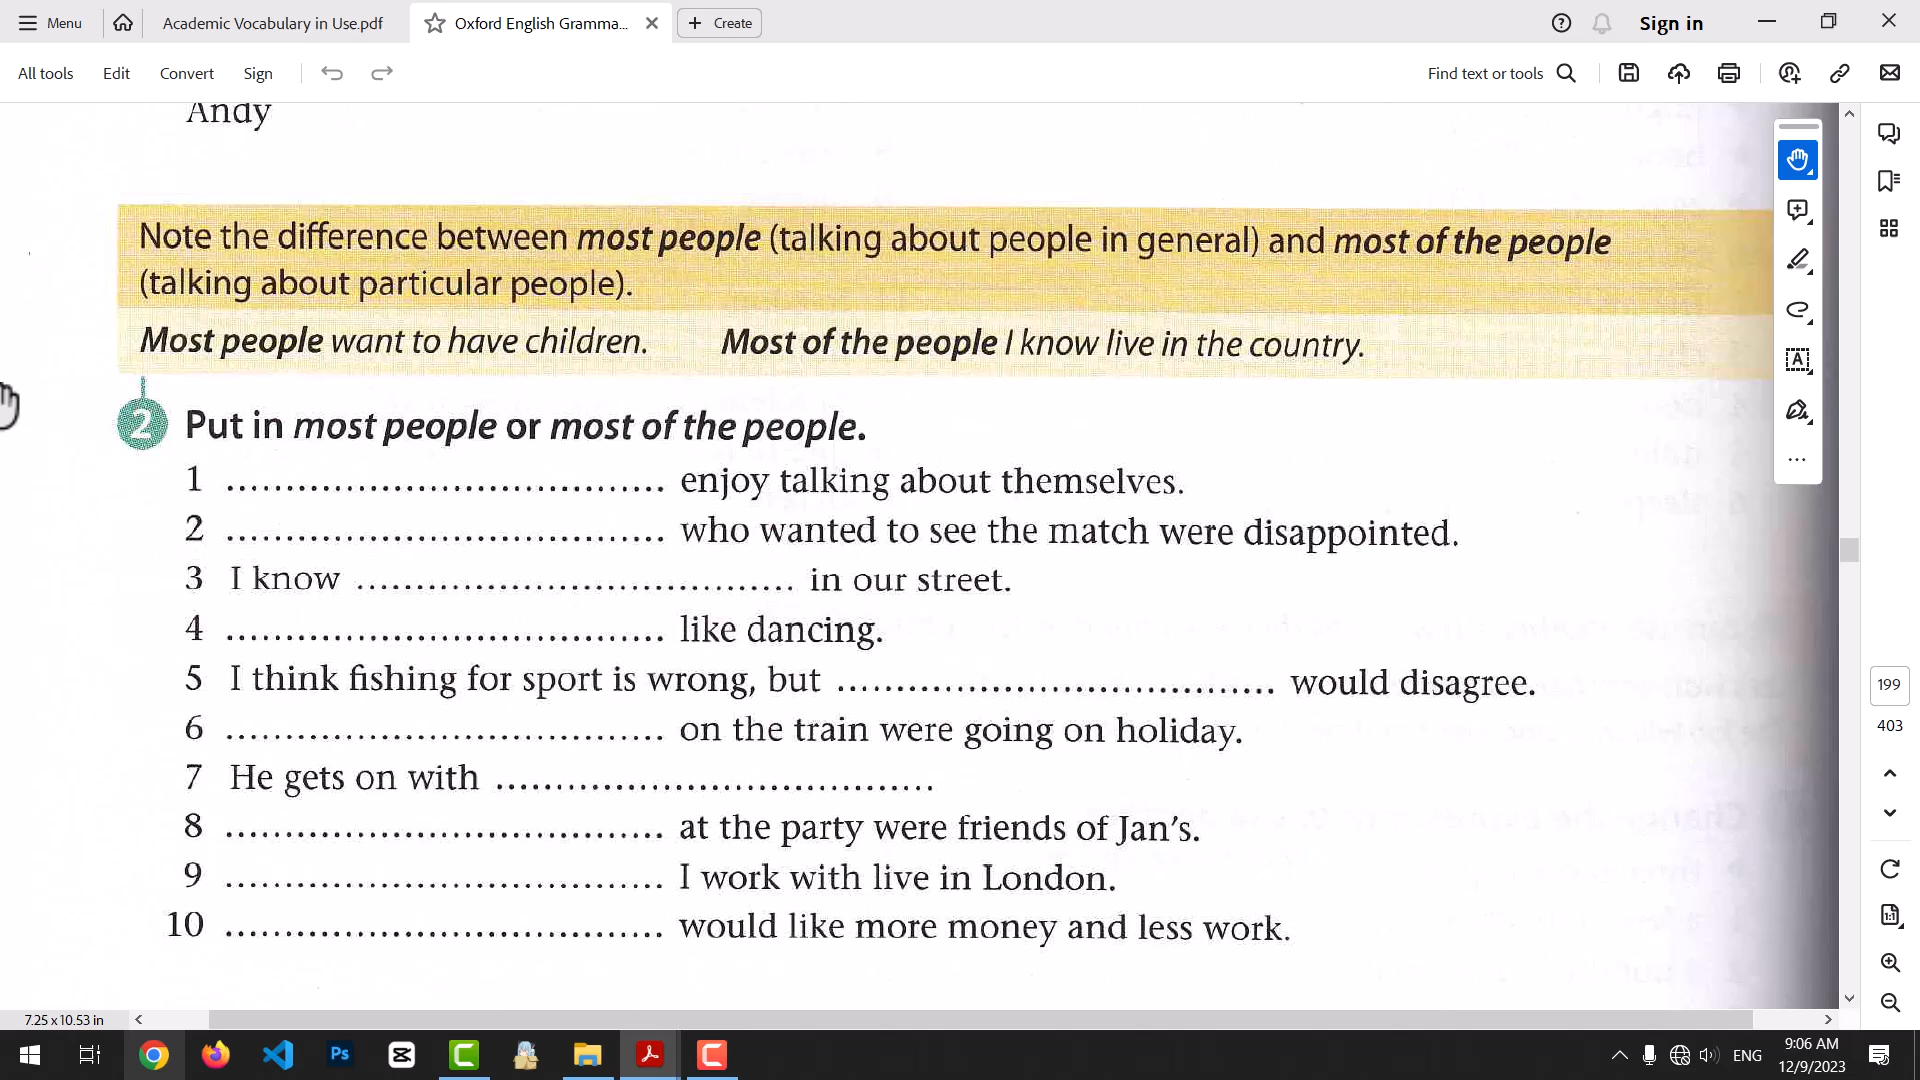 Menu
Academic Vocabulary in Use.pdf
Oxford English Gramma...
Create
Sign in
All tools
Edit
Convert
Sign
Find text or tools
Andy
Note the difference between most people (talking about people in general) and most of the people
(talking about particular people).
Most people want to have children. Most of the people I know live in the country.
2 Put in most people or most of the people.
1 ..................................... enjoy talking about themselves.
2 ..................................... who wanted to see the match were disappointed.
3 I know ..................................... in our street.
4 ..................................... like dancing.
5 I think fishing for sport is wrong, but ..................................... would disagree.
6 ..................................... on the train were going on holiday.
7 He gets on with .....................................
8 ..................................... at the party were friends of Jan's.
9 ..................................... I work with live in London.
10 ..................................... would like more money and less work.
199
403
7.25 x 10.53 in
Ps
ENG
9:06 AM
12/9/2023